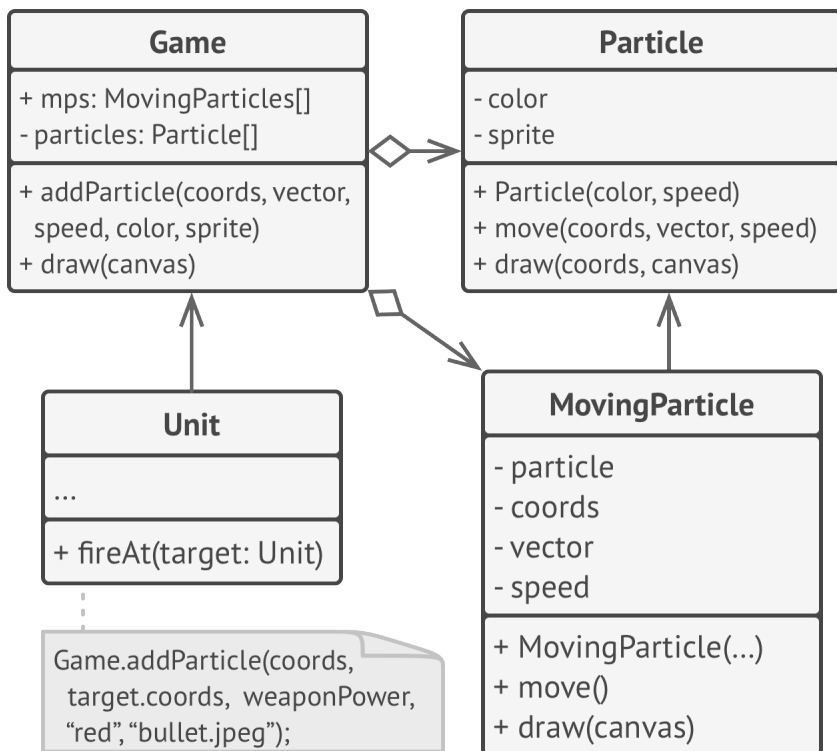 Game
+ mps: MovingParticles[]
- particles: Particle[]
+ addParticle(coords, vector,
speed, color, sprite)
+ draw(canvas)
Particle
- color
- sprite
+ Particle(color, speed)
+ move(coords, vector, speed)
+ draw(coords, canvas)
Unit
...
+ fireAt(target: Unit)
Game.addParticle(coords,
target.coords, weaponPower,
“red”, “bullet.jpeg”);
MovingParticle
- particle
- coords
- vector
- speed
+ MovingParticle(...)
+ move()
+ draw(canvas)